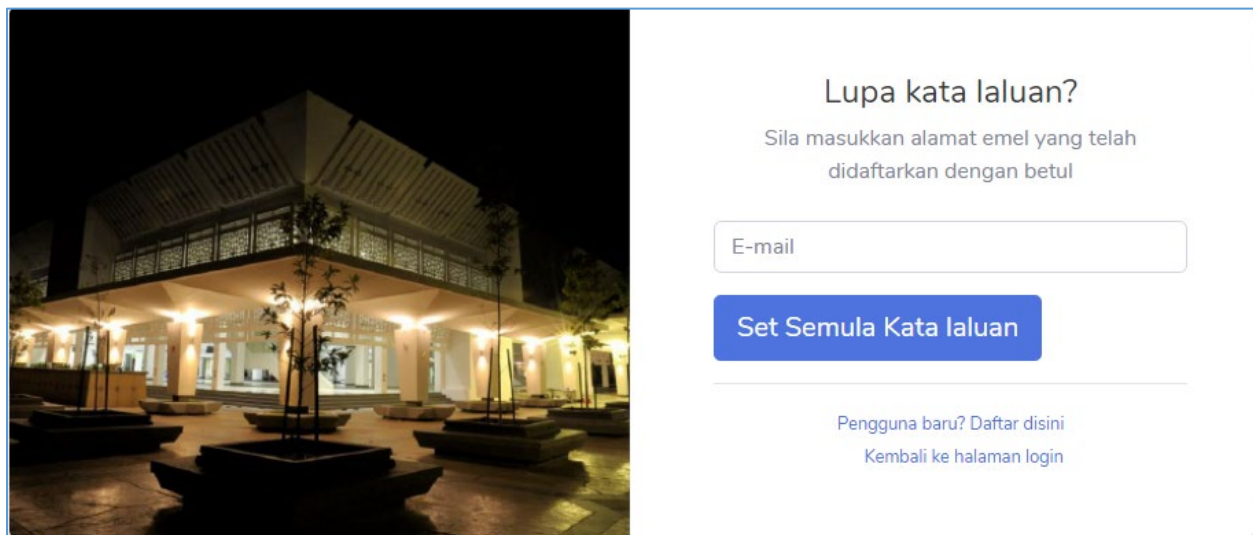 Lupa kata laluan?
Sila masukkan alamat emel yang telah
didaftarkan dengan betul
E-mail
Set Semula Kata laluan
Pengguna baru? Daftar disini
Kembali ke halaman login